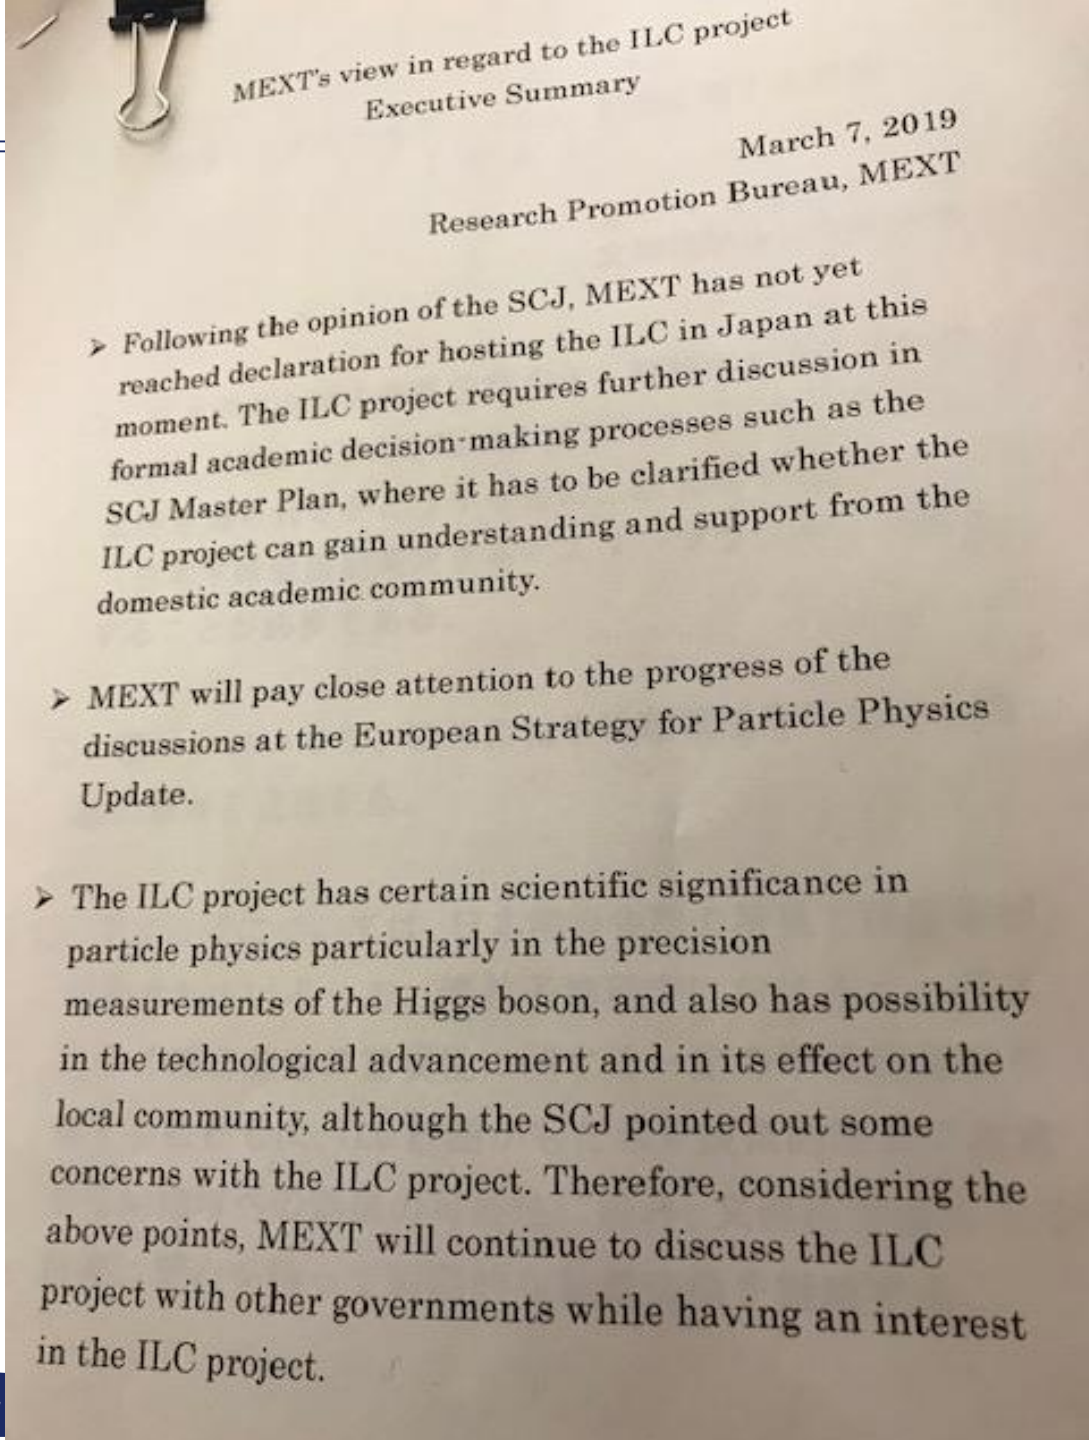 MEXT's view in regard to the ILC project
Executive Summary
March 7, 2019
Research Promotion Bureau, MEXT
➢ Following the opinion of the SCJ, MEXT has not yet
reached declaration for hosting the ILC in Japan at this
moment. The ILC project requires further discussion in
formal academic decision-making processes such as the
SCJ Master Plan, where it has to be clarified whether the
ILC project can gain understanding and support from the
domestic academic community.
➢ MEXT will pay close attention to the progress of the
discussions at the European Strategy for Particle Physics
Update.
➢ The ILC project has certain scientific significance in
particle physics particularly in the precision
measurements of the Higgs boson, and also has possibility
in the technological advancement and in its effect on the
local community, although the SCJ pointed out some
concerns with the ILC project. Therefore, considering the
above points, MEXT will continue to discuss the ILC
project with other governments while having an interest
in the ILC project.